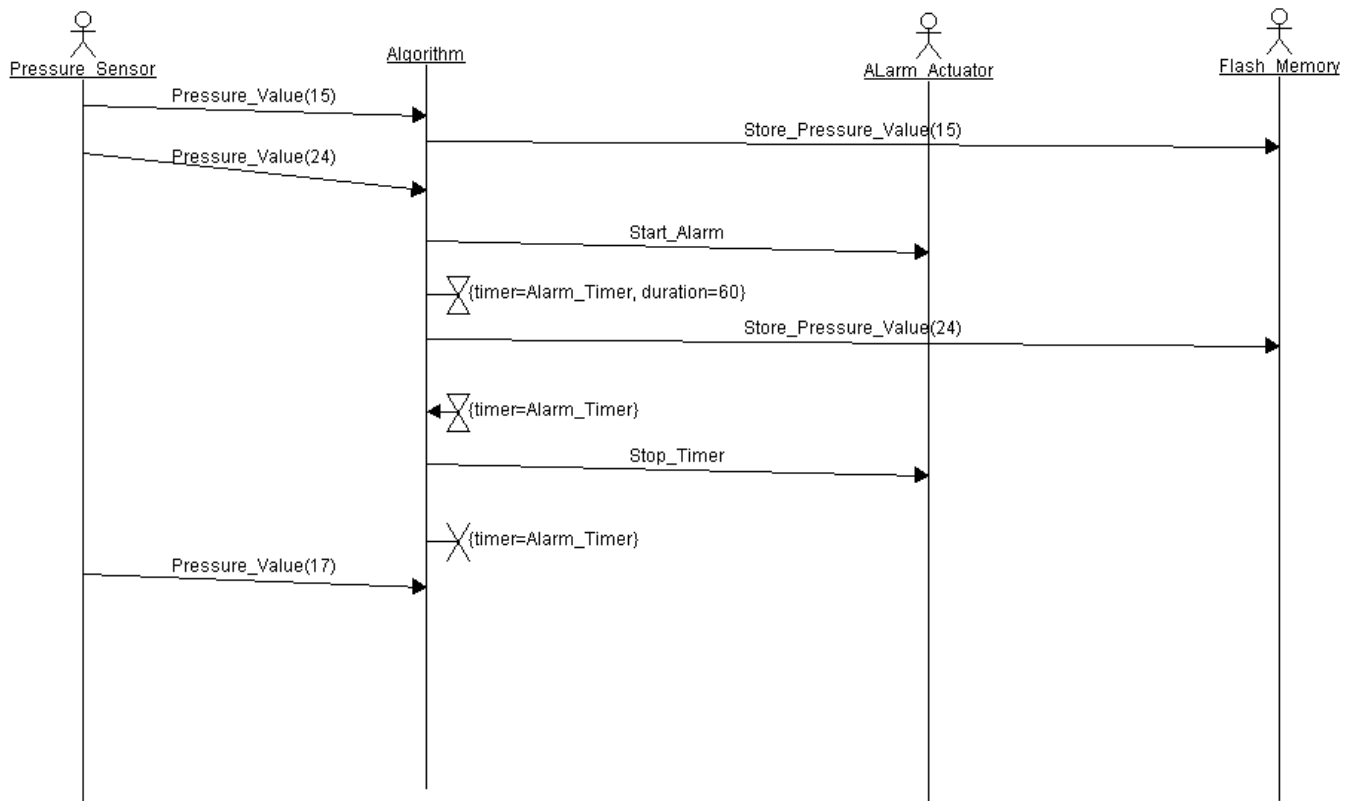 Pressure_Sensor
Algorithm
ALarm_Actuator
Flash_Memory
Pressure_Value(15)
Store_Pressure_Value(15)
Pressure_Value(24)
Start_Alarm
{timer=Alarm_Timer, duration=60}
Store_Pressure_Value(24)
{timer=Alarm_Timer}
Stop_Timer
{timer=Alarm_Timer}
Pressure_Value(17)